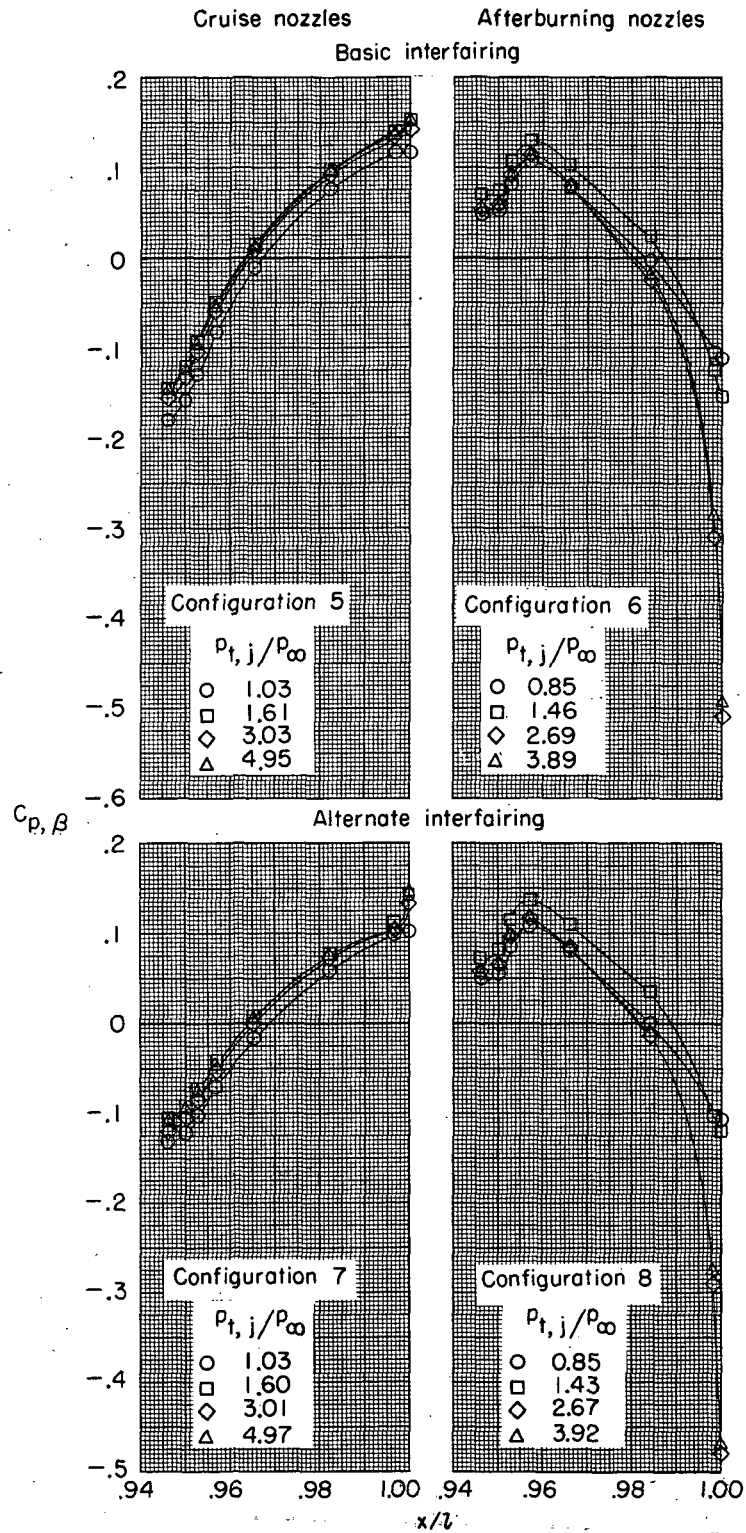 Cruise nozzles Afterburning nozzles
Basic interfairing
.2
.1
0
-.1
-.2
-.3
-.4
-.5
-.6
Configuration 5
pt, j/p∞
○ 1.03
□ 1.61
◇ 3.03
△ 4.95
Configuration 6
pt, j/p∞
○ 0.85
□ 1.46
◇ 2.69
△ 3.89
Cp, β
Alternate interfairing
.2
.1
0
-.1
-.2
-.3
-.4
-.5
Configuration 7
pt, j/p∞
○ 1.03
□ 1.60
◇ 3.01
△ 4.97
Configuration 8
pt, j/p∞
○ 0.85
□ 1.43
◇ 2.67
△ 3.92
.94 .96 .98 1.00 .94 .96 .98 1.00
x/l